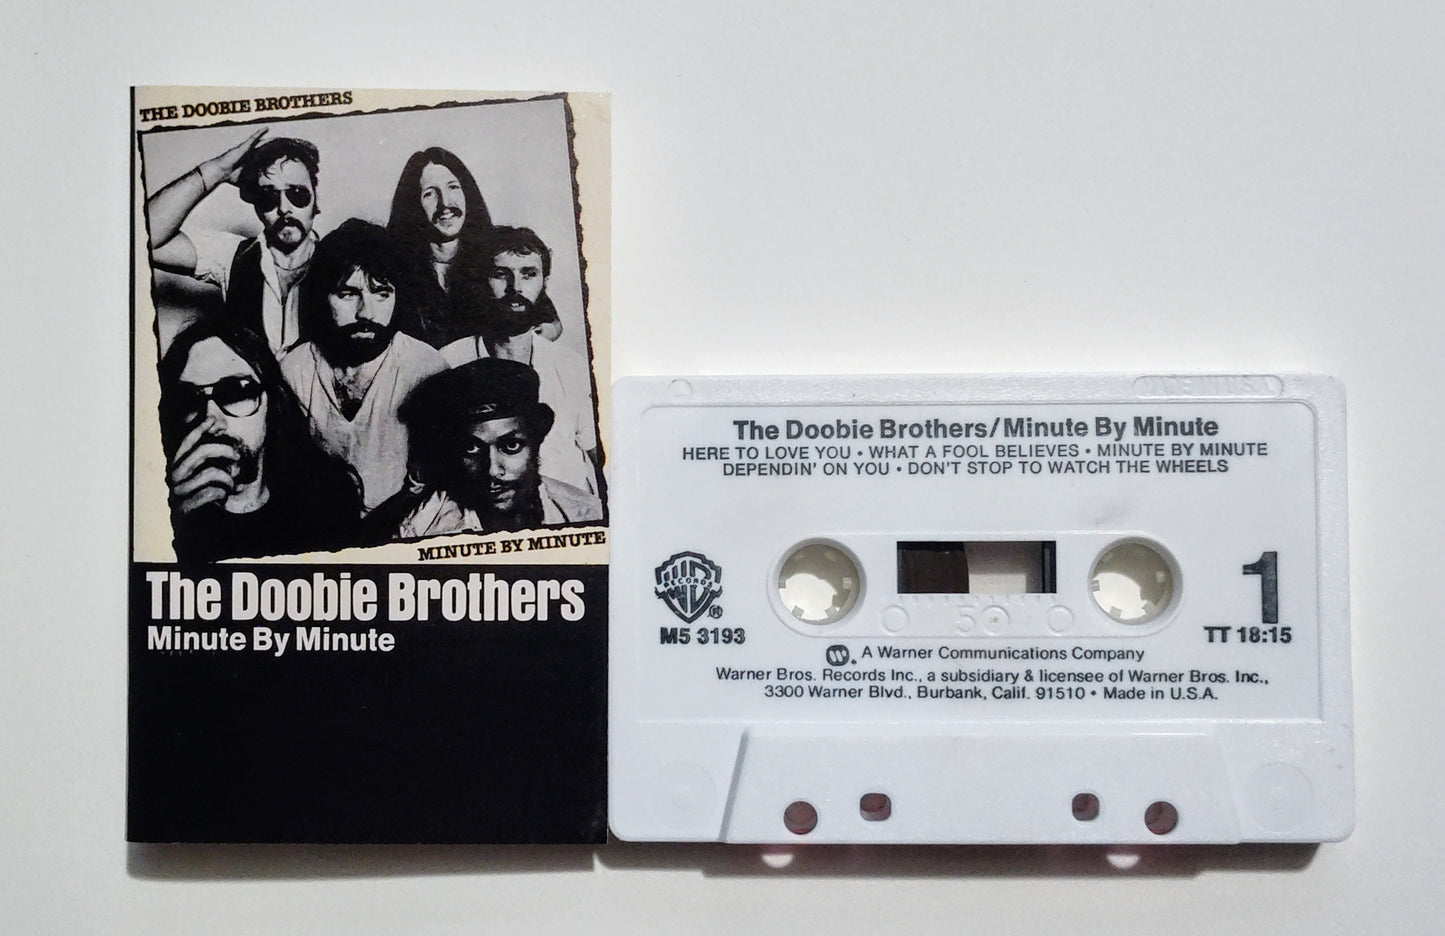 THE DOOBIE BROTHERS
MINUTE BY MINUTE
The Doobie Brothers
Minute By Minute
MADE IN U.S.A.
The Doobie Brothers/Minute By Minute
HERE TO LOVE YOU • WHAT A FOOL BELIEVES • MINUTE BY MINUTE
DEPENDIN' ON YOU • DON'T STOP TO WATCH THE WHEELS
WB
RECORDS
®
M5 3193
50
1
TT 18:15
A Warner Communications Company
Warner Bros. Records Inc., a subsidiary & licensee of Warner Bros. Inc.,
3300 Warner Blvd., Burbank, Calif. 91510 • Made in U.S.A.